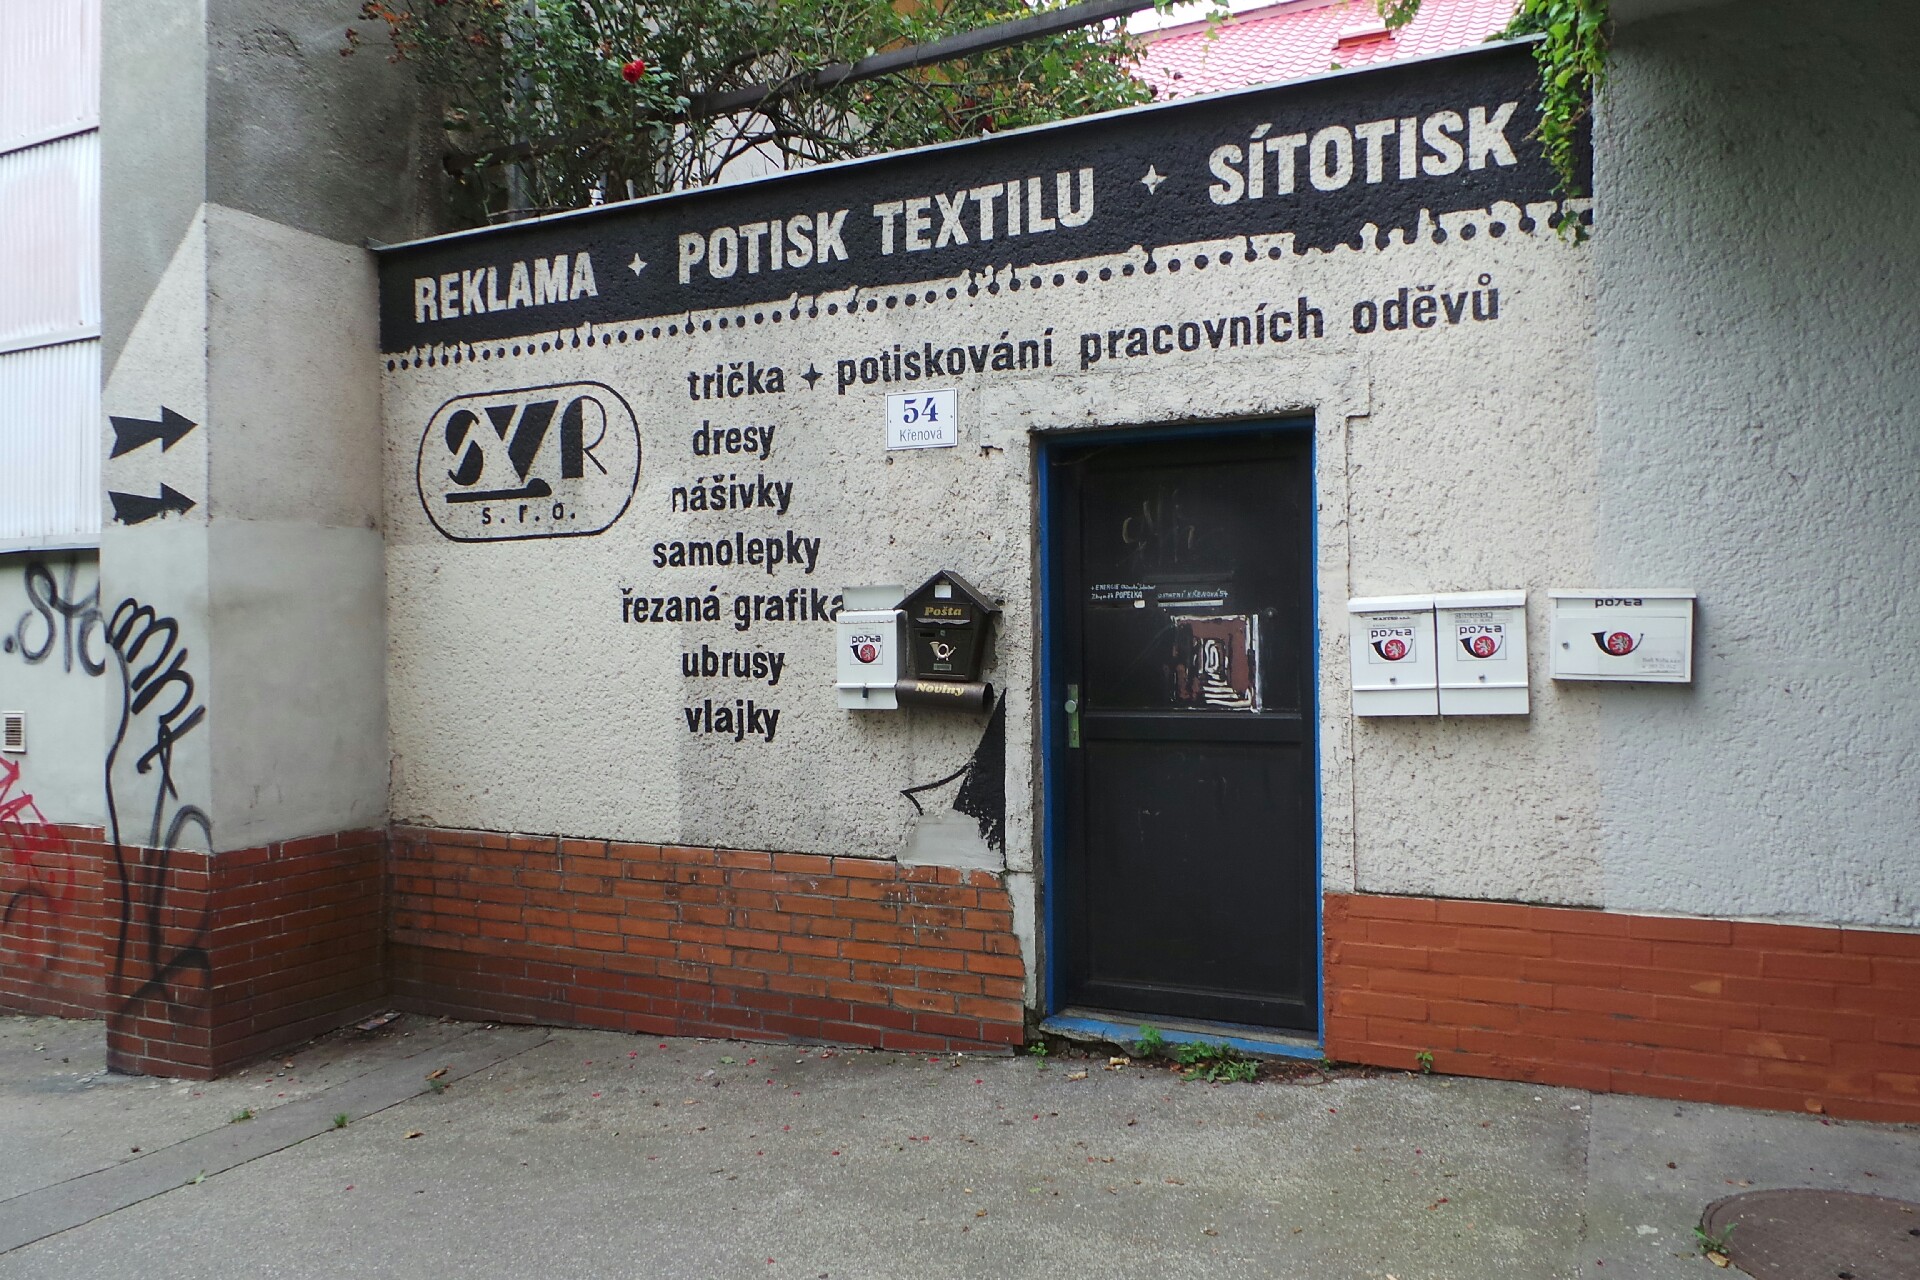 REKLAMA ✦ POTISK TEXTILU ✦ SÍTOTISK
trička ✦ potiskování pracovních oděvů
dresy
nášivky
samolepky
řezaná grafika
ubrusy
vlajky
SVR
s.r.o.
54
Křenová
Pošta
Noviny
pošta
pošta
pošta
pošta